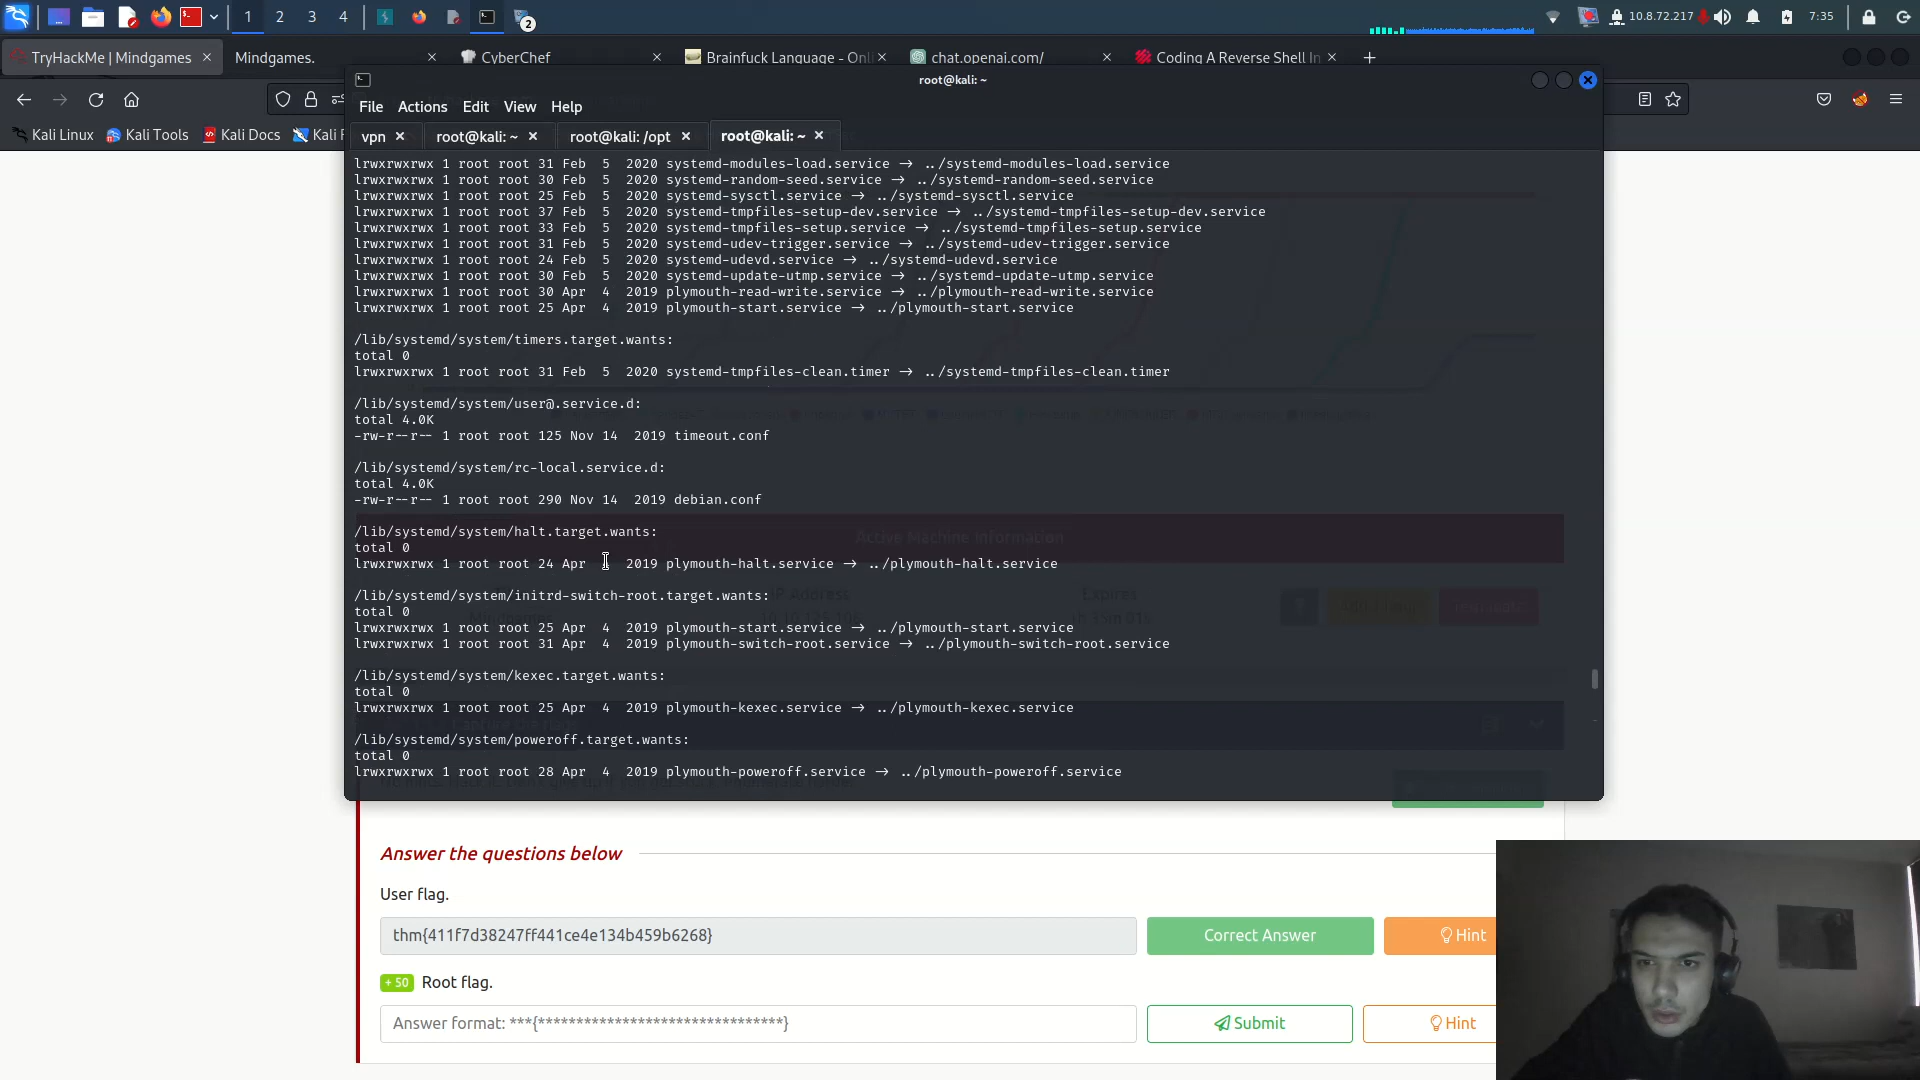 1 2 3 4
2
10.8.72.217
7:35
TryHackMe | Mindgames
Mindgames.
CyberChef
Brainfuck Language - Onli
chat.openai.com/
Coding A Reverse Shell In
root@kali: ~
File Actions Edit View Help
Kali Linux Kali Tools Kali Docs Kali F
vpn root@kali: ~ root@kali: /opt root@kali: ~
lrwxrwxrwx 1 root root 31 Feb 5 2020 systemd-modules-load.service → ../systemd-modules-load.service
lrwxrwxrwx 1 root root 30 Feb 5 2020 systemd-random-seed.service → ../systemd-random-seed.service
lrwxrwxrwx 1 root root 25 Feb 5 2020 systemd-sysctl.service → ../systemd-sysctl.service
lrwxrwxrwx 1 root root 37 Feb 5 2020 systemd-tmpfiles-setup-dev.service → ../systemd-tmpfiles-setup-dev.service
lrwxrwxrwx 1 root root 33 Feb 5 2020 systemd-tmpfiles-setup.service → ../systemd-tmpfiles-setup.service
lrwxrwxrwx 1 root root 31 Feb 5 2020 systemd-udev-trigger.service → ../systemd-udev-trigger.service
lrwxrwxrwx 1 root root 24 Feb 5 2020 systemd-udevd.service → ../systemd-udevd.service
lrwxrwxrwx 1 root root 30 Feb 5 2020 systemd-update-utmp.service → ../systemd-update-utmp.service
lrwxrwxrwx 1 root root 30 Apr 4 2019 plymouth-read-write.service → ../plymouth-read-write.service
lrwxrwxrwx 1 root root 25 Apr 4 2019 plymouth-start.service → ../plymouth-start.service
/lib/systemd/system/timers.target.wants:
total 0
lrwxrwxrwx 1 root root 31 Feb 5 2020 systemd-tmpfiles-clean.timer → ../systemd-tmpfiles-clean.timer
/lib/systemd/system/user@.service.d:
total 4.0K
-rw-r--r-- 1 root root 125 Nov 14 2019 timeout.conf
/lib/systemd/system/rc-local.service.d:
total 4.0K
-rw-r--r-- 1 root root 290 Nov 14 2019 debian.conf
/lib/systemd/system/halt.target.wants:
Active Machine Information
total 0
lrwxrwxrwx 1 root root 24 Apr 2019 plymouth-halt.service → ../plymouth-halt.service
/lib/systemd/system/initrd-switch-root.target.wants:
IP Address
Expires
total 0
lrwxrwxrwx 1 root root 25 Apr 4 2019 plymouth-start.service → ../plymouth-start.service
lrwxrwxrwx 1 root root 31 Apr 4 2019 plymouth-switch-root.service → ../plymouth-switch-root.service
/lib/systemd/system/kexec.target.wants:
total 0
lrwxrwxrwx 1 root root 25 Apr 4 2019 plymouth-kexec.service → ../plymouth-kexec.service
/lib/systemd/system/poweroff.target.wants:
total 0
lrwxrwxrwx 1 root root 28 Apr 4 2019 plymouth-poweroff.service → ../plymouth-poweroff.service
Answer the questions below
User flag.
thm{411f7d38247ff441ce4e134b459b6268}
Correct Answer
Hint
+ 50 Root flag.
Answer format: ***{********************************}
Submit
Hint